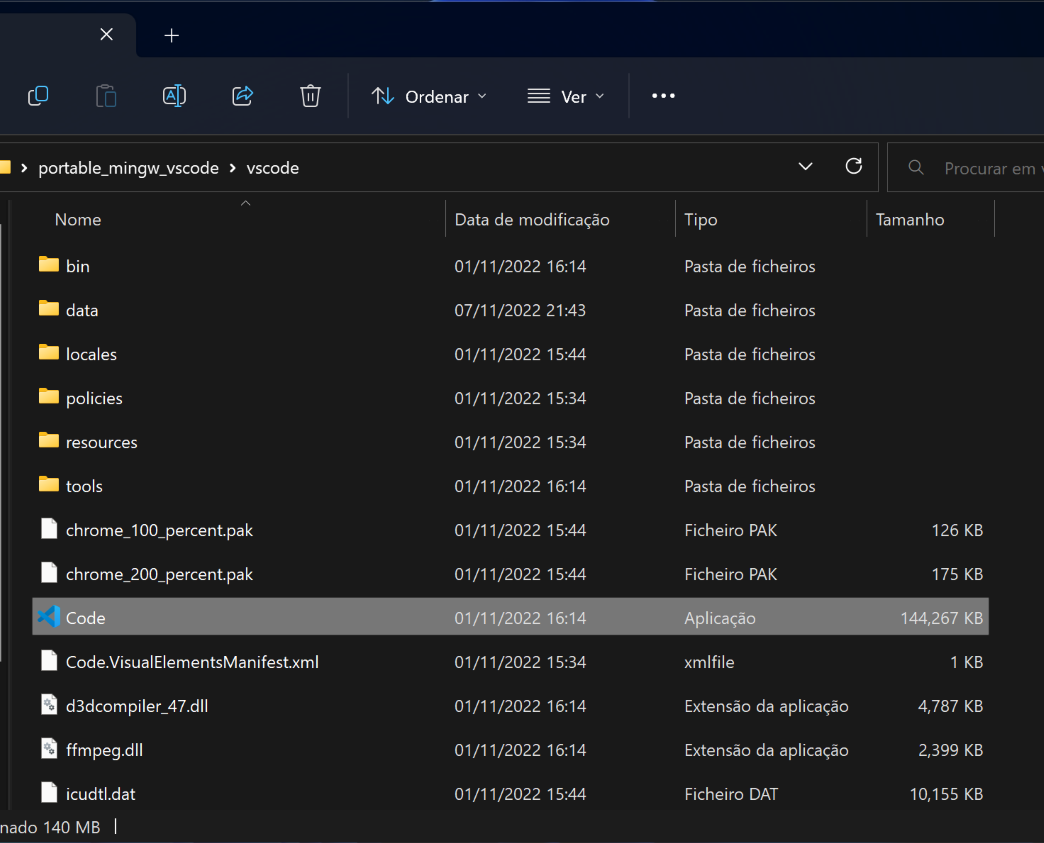 Ordenar Ver
portable_mingw_vscode > vscode Procurar em
Nome Data de modificação Tipo Tamanho
bin 01/11/2022 16:14 Pasta de ficheiros
data 07/11/2022 21:43 Pasta de ficheiros
locales 01/11/2022 15:44 Pasta de ficheiros
policies 01/11/2022 15:34 Pasta de ficheiros
resources 01/11/2022 15:34 Pasta de ficheiros
tools 01/11/2022 16:14 Pasta de ficheiros
chrome_100_percent.pak 01/11/2022 15:44 Ficheiro PAK 126 KB
chrome_200_percent.pak 01/11/2022 15:44 Ficheiro PAK 175 KB
Code 01/11/2022 16:14 Aplicação 144,267 KB
Code.VisualElementsManifest.xml 01/11/2022 15:34 xmlfile 1 KB
d3dcompiler_47.dll 01/11/2022 16:14 Extensão da aplicação 4,787 KB
ffmpeg.dll 01/11/2022 16:14 Extensão da aplicação 2,399 KB
icudtl.dat 01/11/2022 15:44 Ficheiro DAT 10,155 KB
nado 140 MB